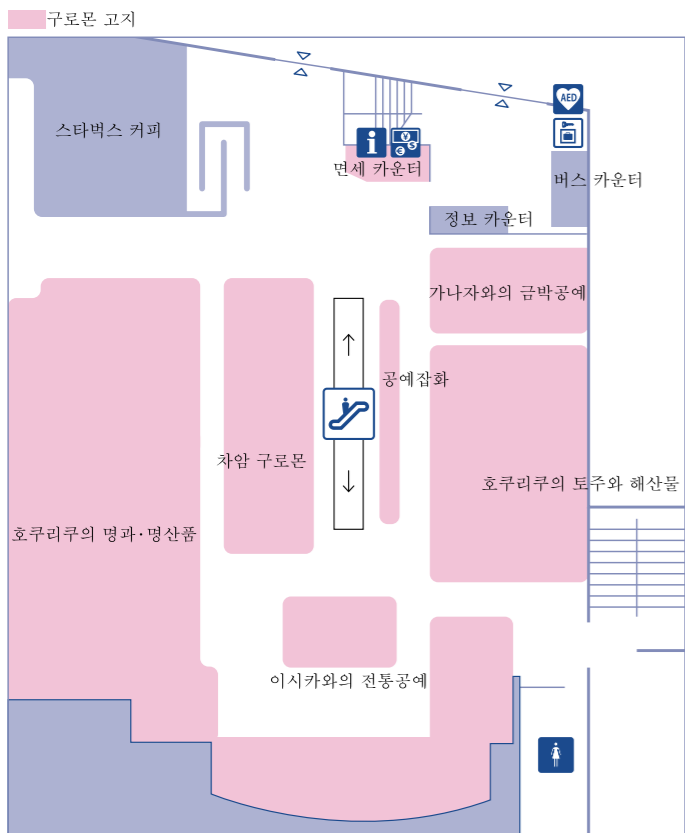 구로몬 고지
AED
스타벅스 커피
i
¥ $ €
면세 카운터
버스 카운터
정보 카운터
가나자와의 금박공예
공예잡화
차암 구로몬
호쿠리쿠의 토주와 해산물
호쿠리쿠의 명과·명산품
이시카와의 전통공예